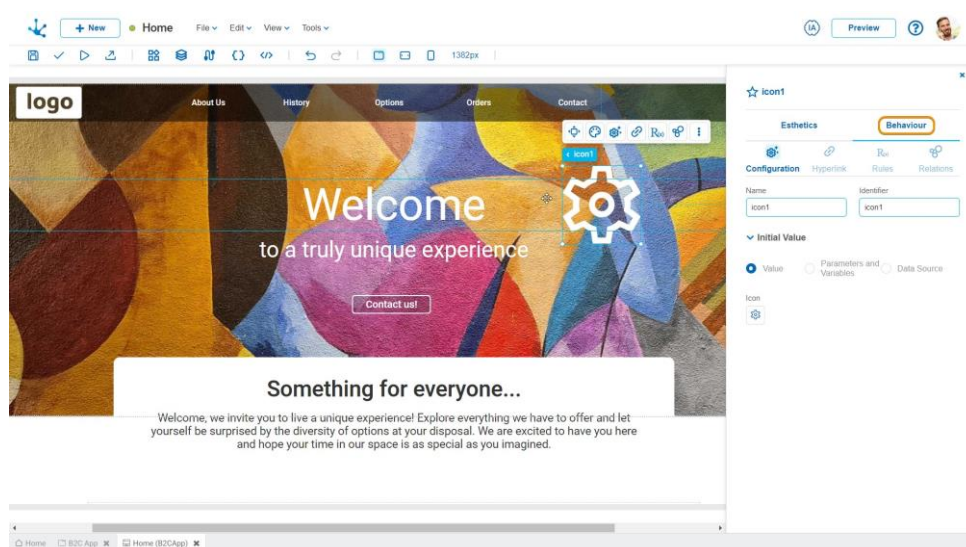 + New
Home
File
Edit
View
Tools
IA
Preview
?
1382px
logo
About Us
History
Options
Orders
Contact
icon1
Welcome
to a truly unique experience
Contact us!
Something for everyone...
Welcome, we invite you to live a unique experience! Explore everything we have to offer and let
yourself be surprised by the diversity of options at your disposal. We are excited to have you here
and hope your time in our space is as special as you imagined.
icon1
Esthetics
Behaviour
Configuration
Hyperlink
Rules
Relations
Name
Identifier
icon1
icon1
Initial Value
Value
Parameters and
Variables
Data Source
Icon
Home
B2C App
Home (B2CApp)